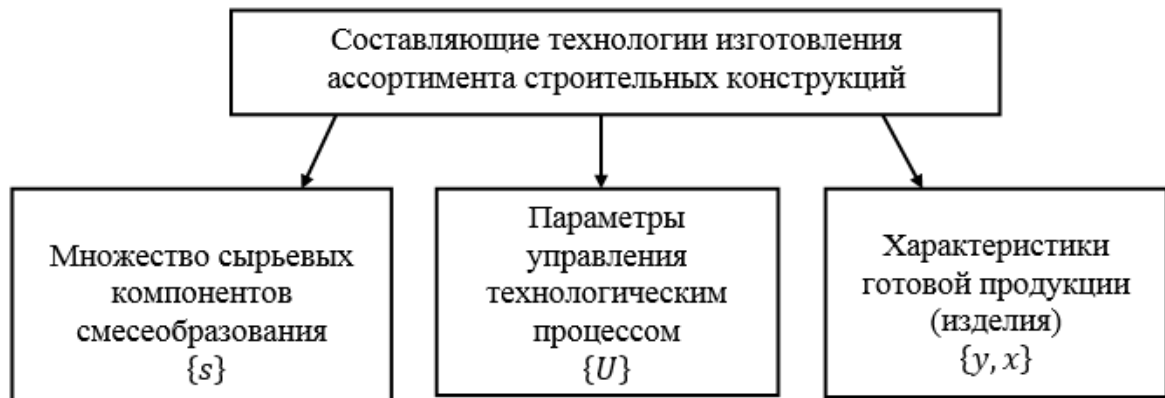 Составляющие технологии изготовления
ассортимента строительных конструкций
Множество сырьевых
компонентов
смесеобразования
{s}
Параметры
управления
технологическим
процессом
{U}
Характеристики
готовой продукции
(изделия)
{y, x}